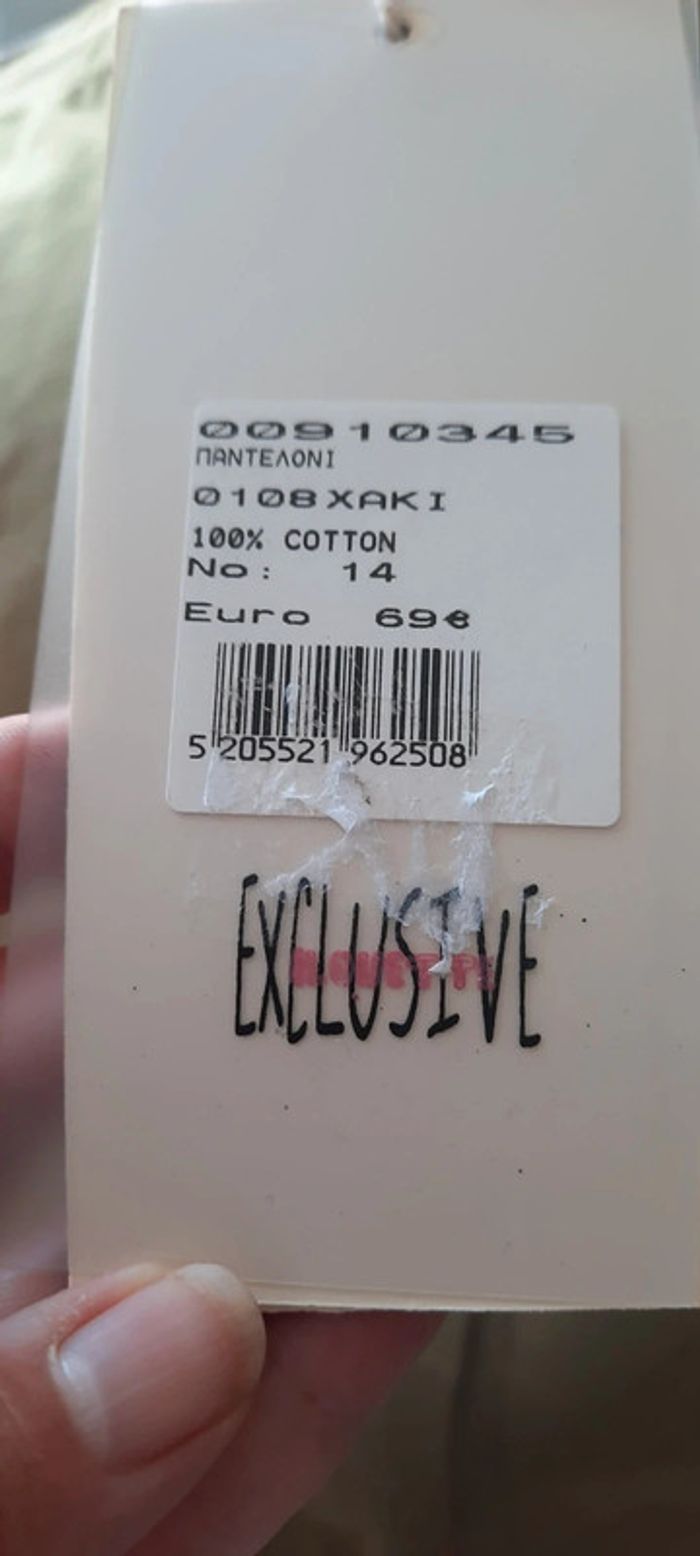 00910345
ΠΑΝΤΕΛΟΝΙ
0108ΧΑΚΙ
100% COTTON
No: 14
Euro 69€
5 205521 962508
EXCLUSIVE